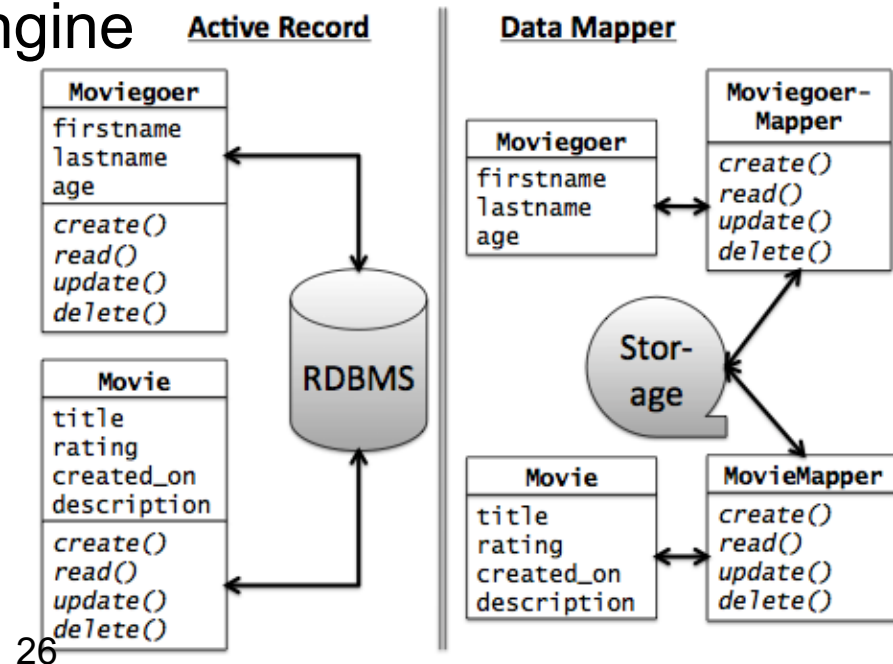 ngine
Active Record
Moviegoer
firstname
lastname
age
create()
read()
update()
delete()
Movie
title
rating
created_on
description
create()
read()
update()
delete()
RDBMS
Data Mapper
Moviegoer
firstname
lastname
age
Moviegoer-
Mapper
create()
read()
update()
delete()
Stor-
age
Movie
title
rating
created_on
description
MovieMapper
create()
read()
update()
delete()
26